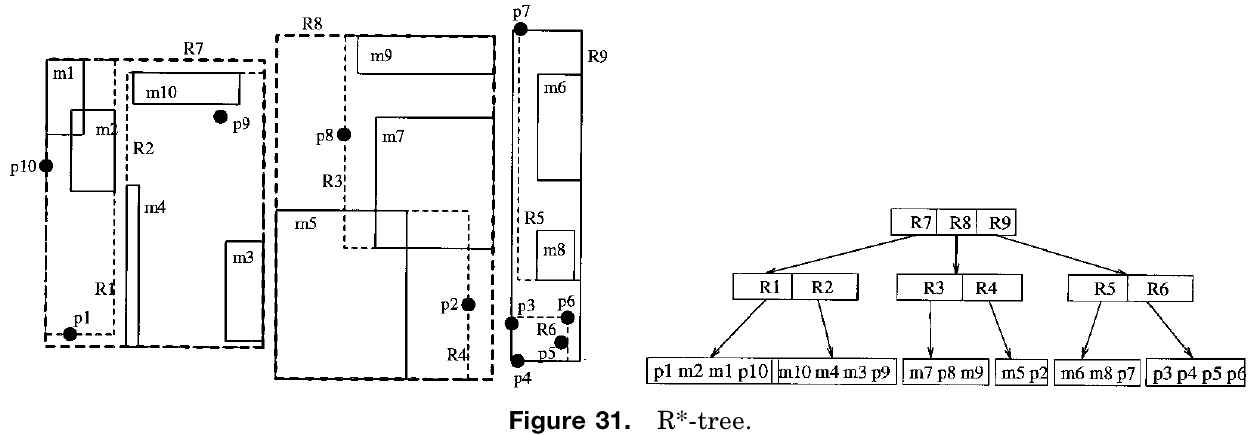 p7
R8
R7
R9
m9
m1
m6
m10
m2
p9
p8
m7
R2
p10
R3
m4
R5
m5
R7 R8 R9
m3
m8
R1
R1 R2
R3 R4
R5 R6
p2
p3
p6
p1
R6
R4
p5
p4
p1 m2 m1 p10
m10 m4 m3 p9
m7 p8 m9
m5 p2
m6 m8 p7
p3 p4 p5 p6
Figure 31. R*-tree.